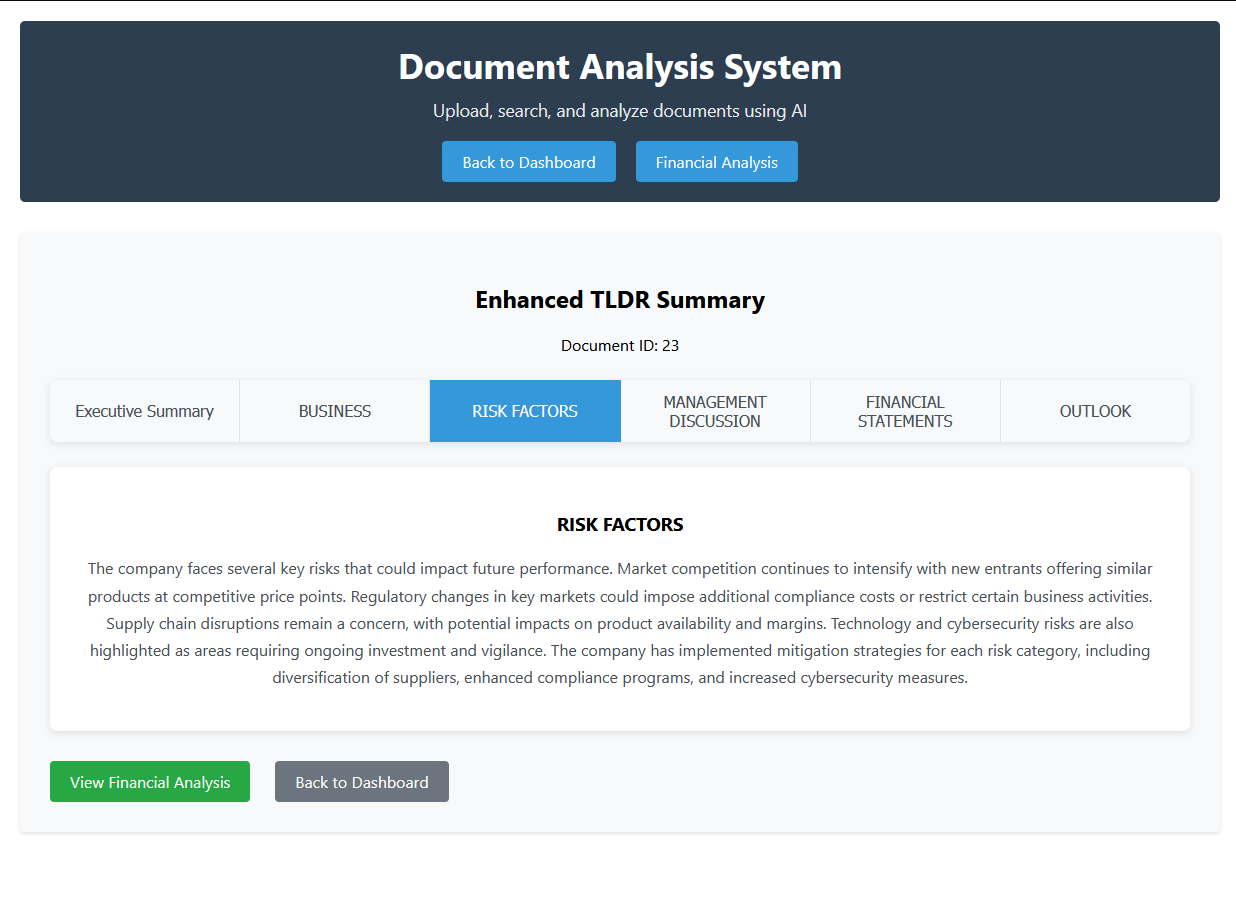 Document Analysis System
Upload, search, and analyze documents using AI
Back to Dashboard
Financial Analysis
Enhanced TLDR Summary
Document ID: 23
Executive Summary
BUSINESS
RISK FACTORS
MANAGEMENT
DISCUSSION
FINANCIAL
STATEMENTS
OUTLOOK
RISK FACTORS
The company faces several key risks that could impact future performance. Market competition continues to intensify with new entrants offering similar
products at competitive price points. Regulatory changes in key markets could impose additional compliance costs or restrict certain business activities.
Supply chain disruptions remain a concern, with potential impacts on product availability and margins. Technology and cybersecurity risks are also
highlighted as areas requiring ongoing investment and vigilance. The company has implemented mitigation strategies for each risk category, including
diversification of suppliers, enhanced compliance programs, and increased cybersecurity measures.
View Financial Analysis
Back to Dashboard